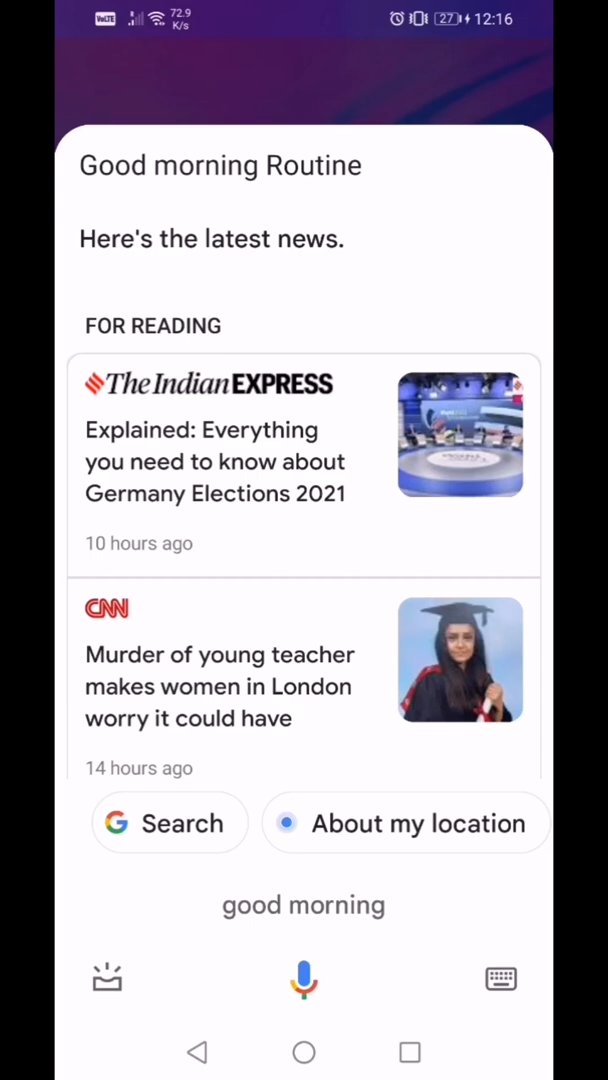 VoLTE 72.9 K/s 27 12:16
Good morning Routine
Here's the latest news.
FOR READING
The Indian EXPRESS
Explained: Everything
you need to know about
Germany Elections 2021
10 hours ago
CNN
Murder of young teacher
makes women in London
worry it could have
14 hours ago
Search About my location
good morning